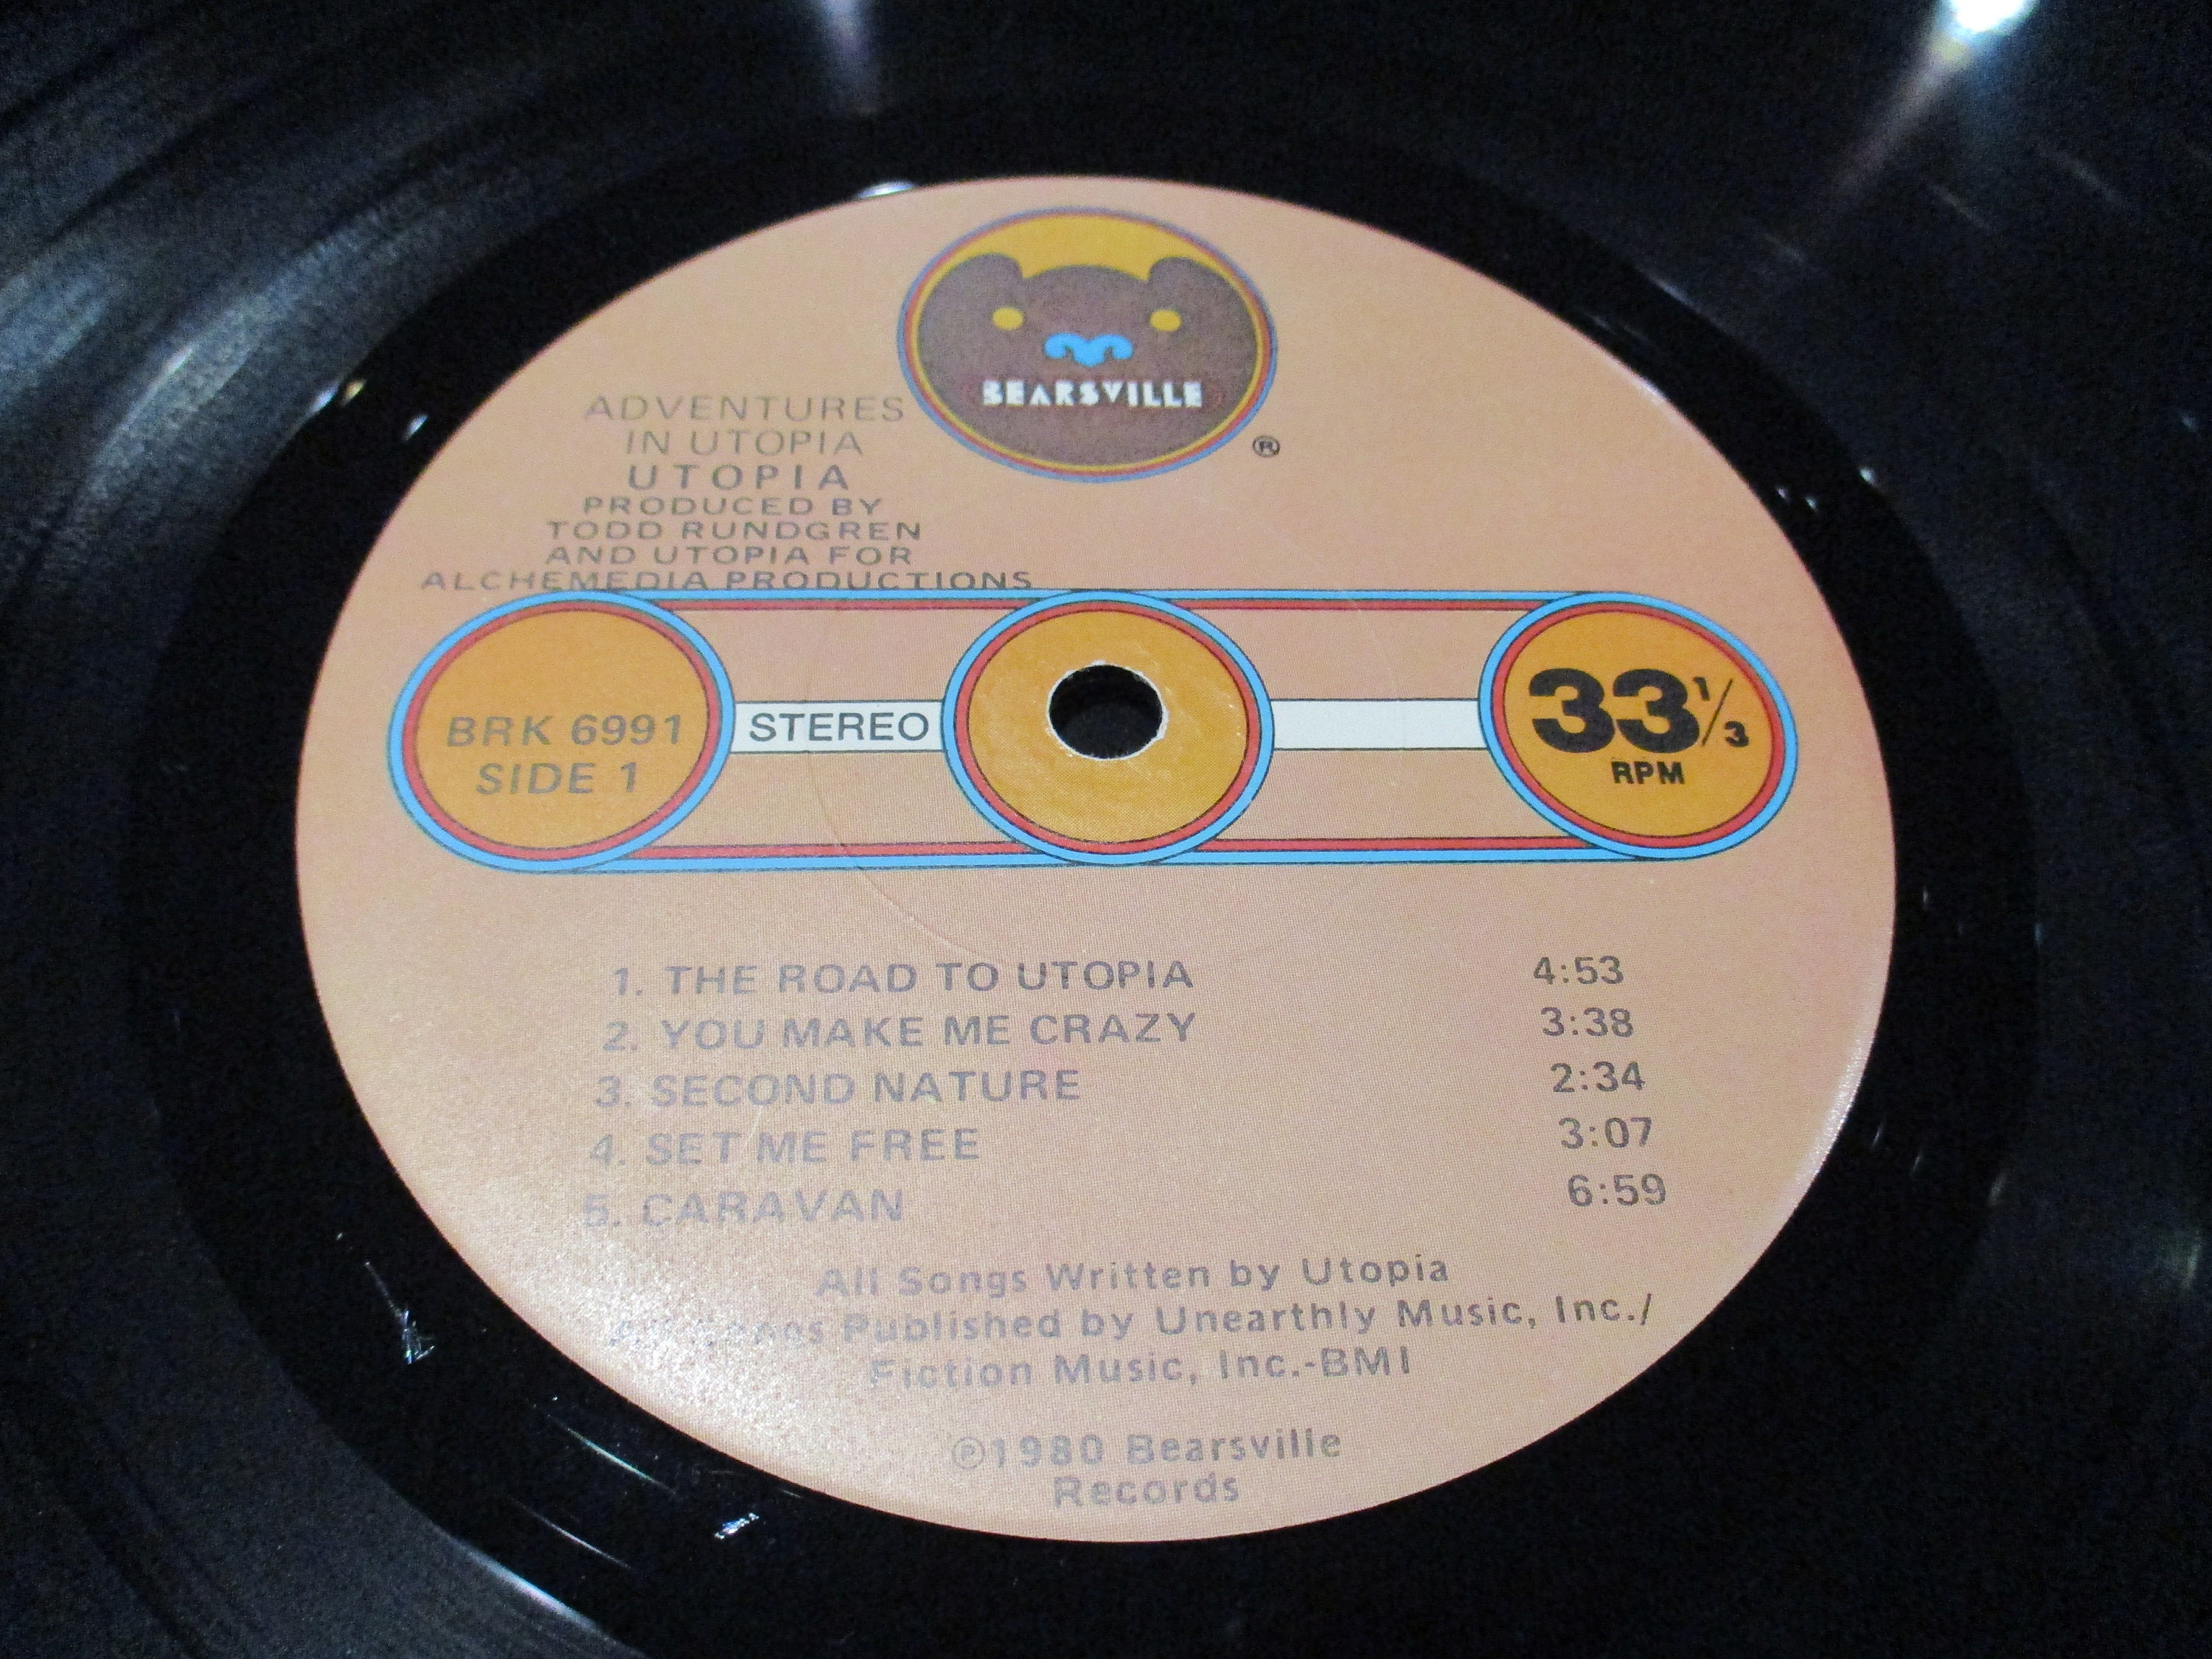 BEARSVILLE
®
ADVENTURES
IN UTOPIA
UTOPIA
PRODUCED BY
TODD RUNDGREN
AND UTOPIA FOR
ALCHEMEDIA PRODUCTIONS
BRK 6991
SIDE 1
STEREO
33 1/3
RPM
1. THE ROAD TO UTOPIA 4:53
2. YOU MAKE ME CRAZY 3:38
3. SECOND NATURE 2:34
4. SET ME FREE 3:07
5. CARAVAN 6:59
All Songs Written by Utopia
Published by Unearthly Music, Inc./
Fiction Music, Inc.-BMI
℗1980 Bearsville
Records